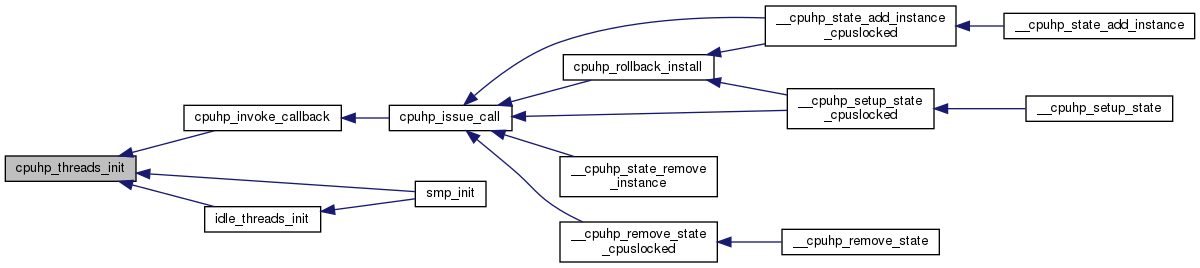 __cpuhp_state_add_instance
_cpuslocked
__cpuhp_state_add_instance
cpuhp_rollback_install
__cpuhp_setup_state
_cpuslocked
__cpuhp_setup_state
cpuhp_invoke_callback
cpuhp_issue_call
cpuhp_threads_init
__cpuhp_state_remove
_instance
smp_init
idle_threads_init
__cpuhp_remove_state
_cpuslocked
__cpuhp_remove_state